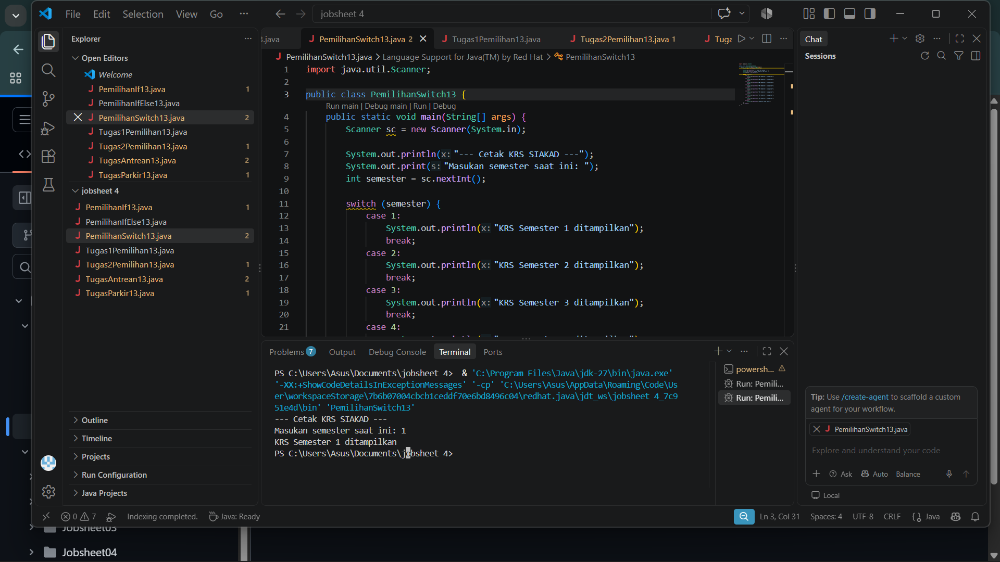 File Edit Selection View Go ··· jobsheet 4
Explorer
Open Editors
Welcome
PemilihanIf13.java 1
PemilihanIfElse13.java
PemilihanSwitch13.java 2
Tugas1Pemilihan13.java
Tugas2Pemilihan13.java 1
TugasAntrean13.java 2
TugasParkir13.java 1
jobsheet 4
PemilihanIf13.java 1
PemilihanIfElse13.java
PemilihanSwitch13.java 2
Tugas1Pemilihan13.java
Tugas2Pemilihan13.java 1
TugasAntrean13.java 2
TugasParkir13.java 1
Outline
Timeline
Projects
Run Configuration
Java Projects
.java PemilihanSwitch13.java 2 Tugas1Pemilihan13.java Tugas2Pemilihan13.java 1 Tuga
PemilihanSwitch13.java > Language Support for Java(TM) by Red Hat > PemilihanSwitch13
1 import java.util.Scanner;
2
3 public class PemilihanSwitch13 {
Run main | Debug main | Run | Debug
4 public static void main(String[] args) {
5 Scanner sc = new Scanner(System.in);
6
7 System.out.println(x: "--- Cetak KRS SIAKAD ---");
8 System.out.print(s: "Masukan semester saat ini: ");
9 int semester = sc.nextInt();
10
11 switch (semester) {
12 case 1:
13 System.out.println(x: "KRS Semester 1 ditampilkan");
14 break;
15 case 2:
16 System.out.println(x: "KRS Semester 2 ditampilkan");
17 break;
18 case 3:
19 System.out.println(x: "KRS Semester 3 ditampilkan");
20 break;
21 case 4:
Problems 7 Output Debug Console Terminal Ports
PS C:\Users\Asus\Documents\jobsheet 4> & 'C:\Program Files\Java\jdk-27\bin\java.exe'
'-XX:+ShowCodeDetailsInExceptionMessages' '-cp' 'C:\Users\Asus\AppData\Roaming\Code\Us
er\workspaceStorage\7b6b07004cbcb1ceddf70e6bd8496c04\redhat.java\jdt_ws\jobsheet 4_7c9
51e4d\bin' 'PemilihanSwitch13'
--- Cetak KRS SIAKAD ---
Masukan semester saat ini: 1
KRS Semester 1 ditampilkan
PS C:\Users\Asus\Documents\jobsheet 4>
powersh...
Run: Pemili...
Run: Pemili...
Chat
Sessions
Tip: Use /create-agent to scaffold a custom
agent for your workflow.
PemilihanSwitch13.java
Explore and understand your code
Ask Auto Balance
Local
0 7 Indexing completed. Java: Ready Ln 3, Col 31 Spaces: 4 UTF-8 CRLF Java
Jobsheet03
Jobsheet04